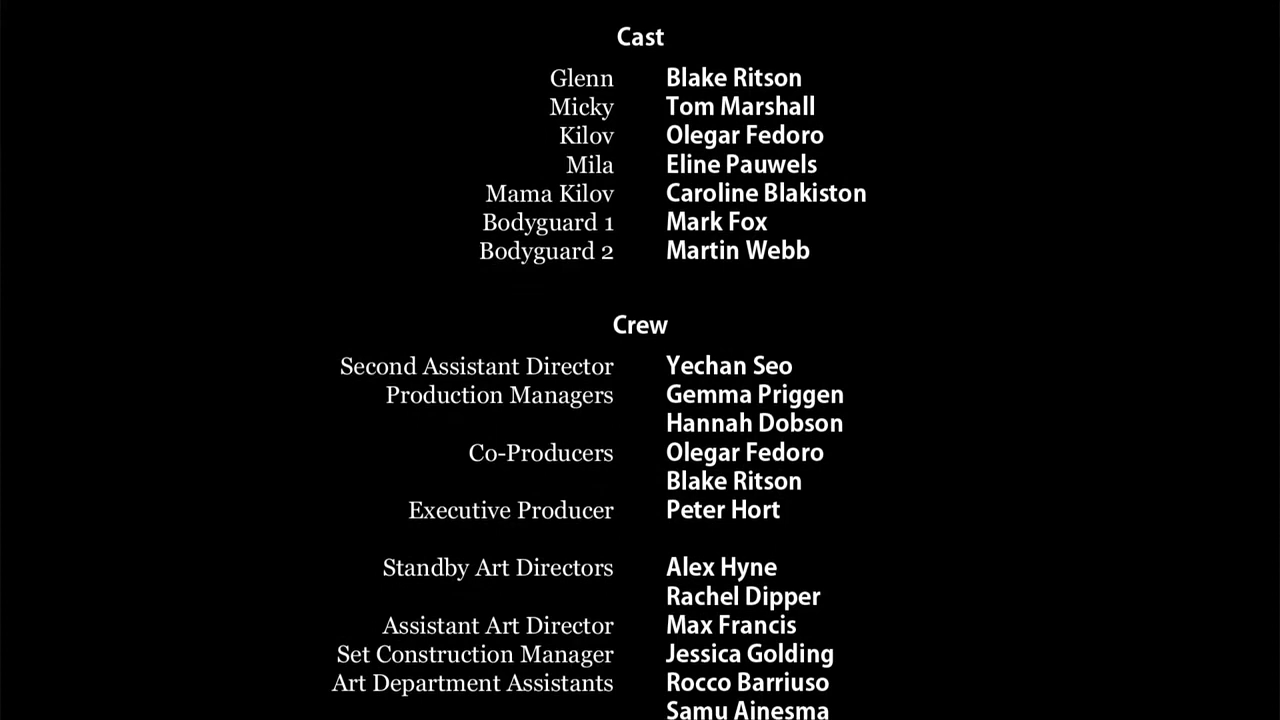 Cast
Glenn Blake Ritson
Micky Tom Marshall
Kilov Olegar Fedoro
Mila Eline Pauwels
Mama Kilov Caroline Blakiston
Bodyguard 1 Mark Fox
Bodyguard 2 Martin Webb
Crew
Second Assistant Director Yechan Seo
Production Managers Gemma Priggen
Hannah Dobson
Co-Producers Olegar Fedoro
Blake Ritson
Executive Producer Peter Hort
Standby Art Directors Alex Hyne
Rachel Dipper
Assistant Art Director Max Francis
Set Construction Manager Jessica Golding
Art Department Assistants Rocco Barriuso
Samu Ainesma